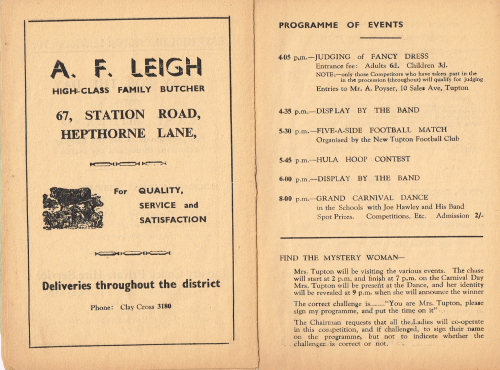 A. F. LEIGH
HIGH-CLASS FAMILY BUTCHER
67, STATION ROAD,
HEPTHORNE LANE,
For QUALITY,
SERVICE and
SATISFACTION
Deliveries throughout the district
Phone: Clay Cross 3180
PROGRAMME OF EVENTS
4-05 p.m.—JUDGING of FANCY DRESS
Entrance fee: Adults 6d. Children 3d.
NOTE:—only those Competitors who have taken part in the
in the procession (throughout) will qualify for judging
Entries to Mr. A. Poyser, 10 Sales Ave, Tupton
4-35 p.m.—DISPLAY BY THE BAND
5-30 p.m.—FIVE-A-SIDE FOOTBALL MATCH
Organised by the New Tupton Football Club
5-45 p.m.—HULA HOOP CONTEST
6-00 p.m.—DISPLAY BY THE BAND
8-00 p.m.—GRAND CARNIVAL DANCE
in the Schools with Joe Hawley and His Band
Spot Prizes. Competitions, Etc. Admission 2/-
FIND THE MYSTERY WOMAN—
Mrs. Tupton will be visiting the various events. The chase
will start at 2 p.m. and finish at 7 p.m. on the Carnival Day
Mrs. Tupton will be present at the Dance, and her identity
will be revealed at 9 p.m. when she will announce the winner
The correct challenge is......."You are Mrs. Tupton, please
sign my programme, and put the time on it"
The Chairman requests that all the Ladies will co-operate
in this competition, and if challenged, to sign their name
on the programme, but not to indicete whether the
challenger is correct or not.